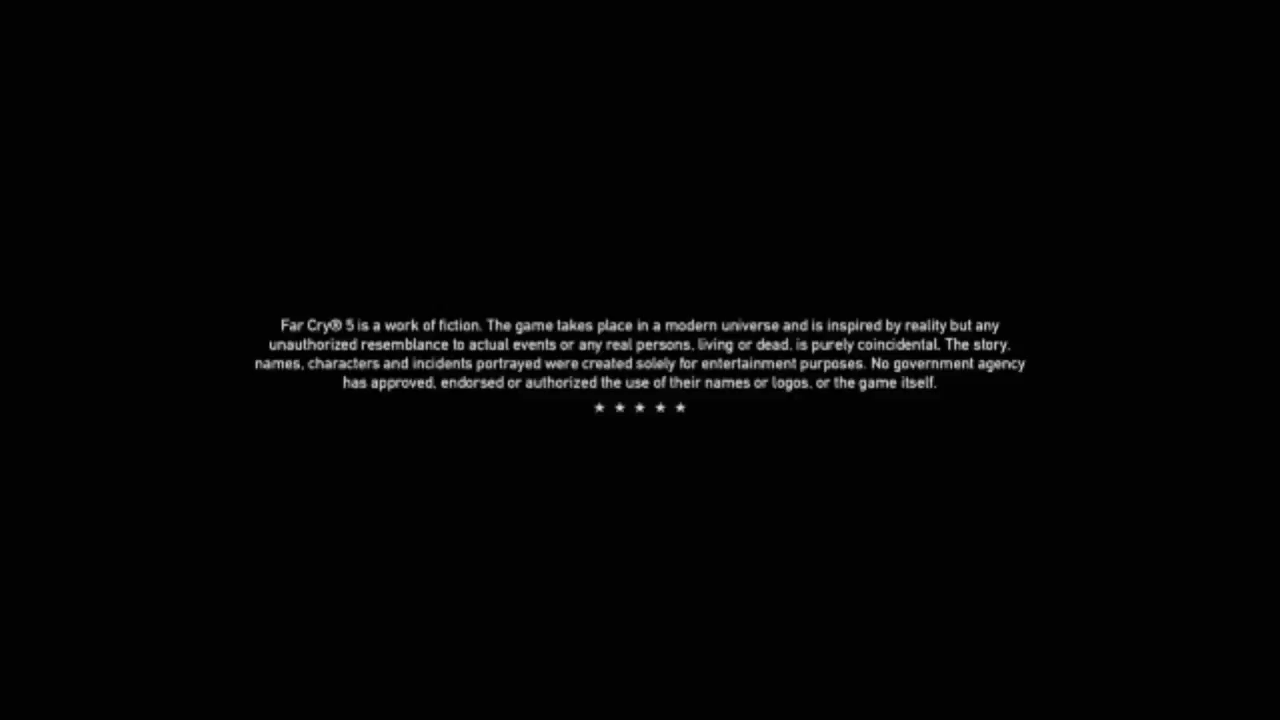 Far Cry® 5 is a work of fiction. The game takes place in a modern universe and is inspired by reality but any
unauthorized resemblance to actual events or any real persons, living or dead, is purely coincidental. The story,
names, characters and incidents portrayed were created solely for entertainment purposes. No government agency
has approved, endorsed or authorized the use of their names or logos, or the game itself.
★ ★ ★ ★ ★